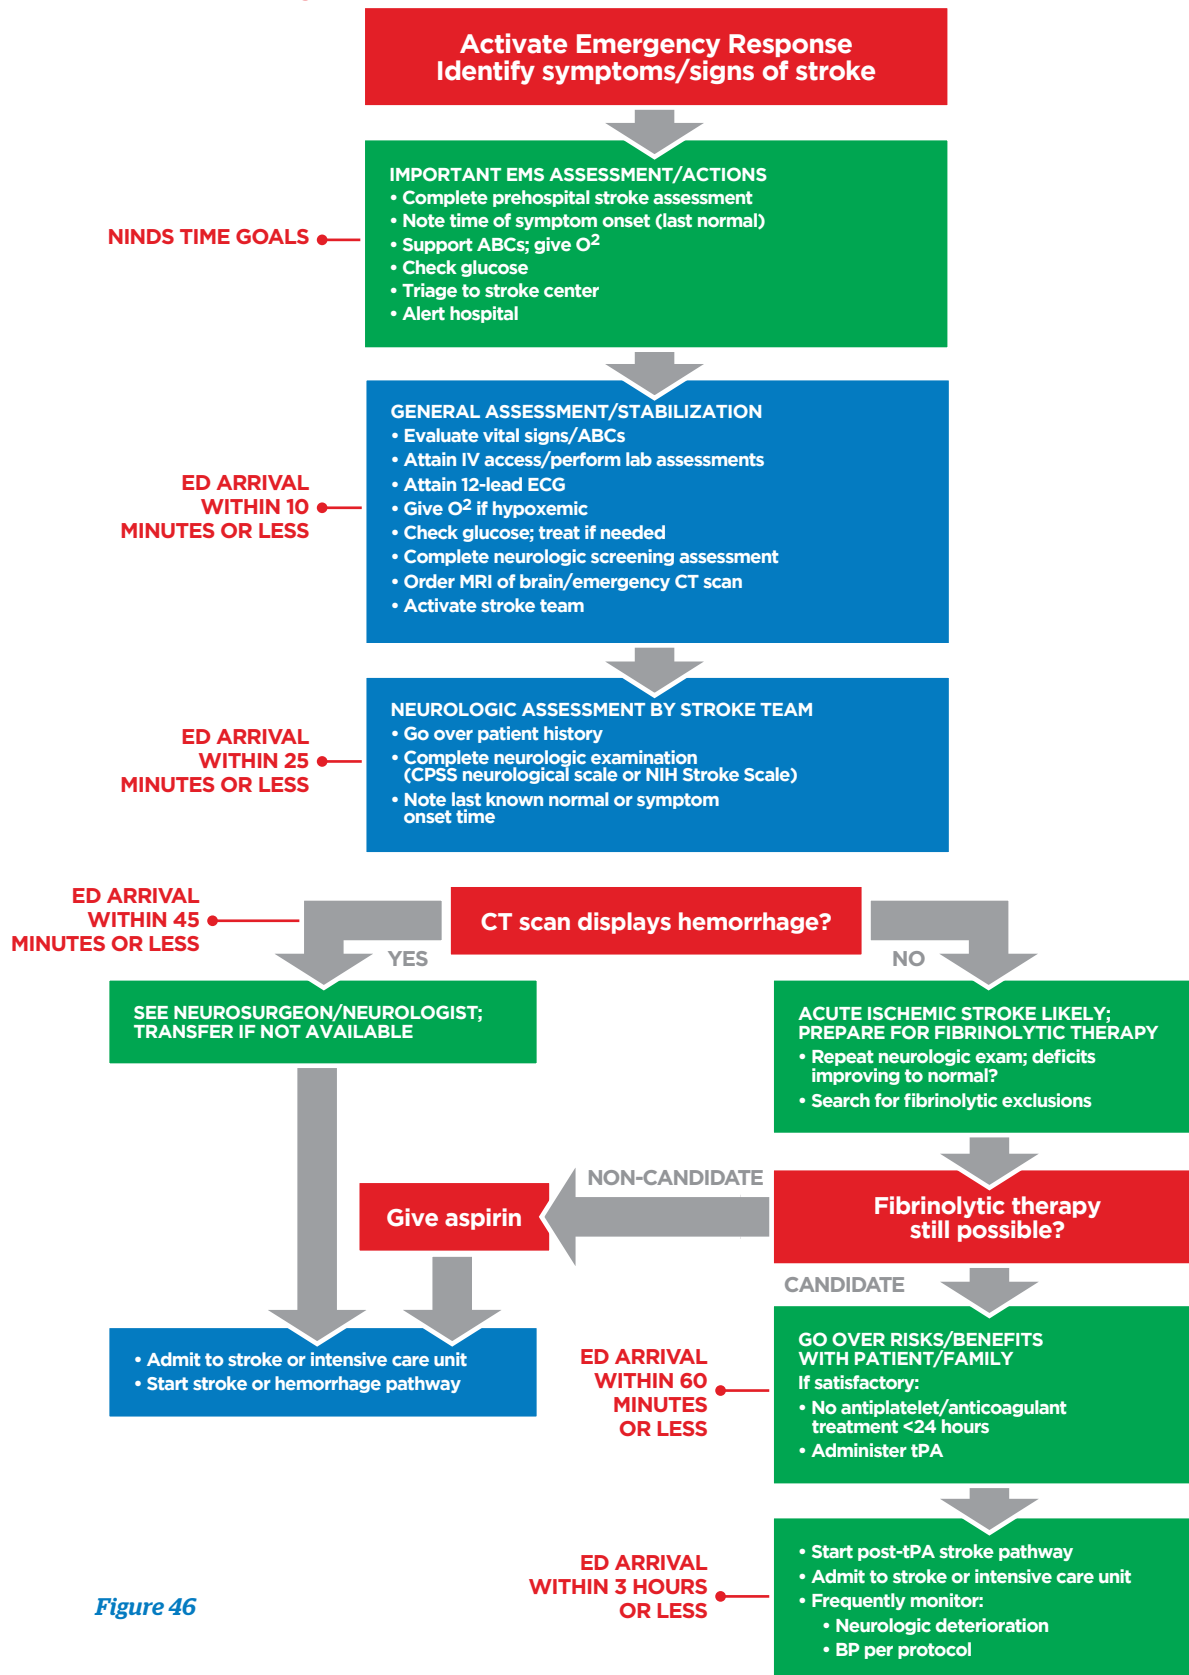 Activate Emergency Response
Identify symptoms/signs of stroke
NINDS TIME GOALS
IMPORTANT EMS ASSESSMENT/ACTIONS
• Complete prehospital stroke assessment
• Note time of symptom onset (last normal)
• Support ABCs; give O2
• Check glucose
• Triage to stroke center
• Alert hospital
ED ARRIVAL
WITHIN 10
MINUTES OR LESS
GENERAL ASSESSMENT/STABILIZATION
• Evaluate vital signs/ABCs
• Attain IV access/perform lab assessments
• Attain 12-lead ECG
• Give O2 if hypoxemic
• Check glucose; treat if needed
• Complete neurologic screening assessment
• Order MRI of brain/emergency CT scan
• Activate stroke team
ED ARRIVAL
WITHIN 25
MINUTES OR LESS
NEUROLOGIC ASSESSMENT BY STROKE TEAM
• Go over patient history
• Complete neurologic examination
(CPSS neurological scale or NIH Stroke Scale)
• Note last known normal or symptom
onset time
ED ARRIVAL
WITHIN 45
MINUTES OR LESS
CT scan displays hemorrhage?
YES
NO
SEE NEUROSURGEON/NEUROLOGIST;
TRANSFER IF NOT AVAILABLE
ACUTE ISCHEMIC STROKE LIKELY;
PREPARE FOR FIBRINOLYTIC THERAPY
• Repeat neurologic exam; deficits
improving to normal?
• Search for fibrinolytic exclusions
NON-CANDIDATE
Give aspirin
Fibrinolytic therapy
still possible?
CANDIDATE
• Admit to stroke or intensive care unit
• Start stroke or hemorrhage pathway
ED ARRIVAL
WITHIN 60
MINUTES
OR LESS
GO OVER RISKS/BENEFITS
WITH PATIENT/FAMILY
If satisfactory:
• No antiplatelet/anticoagulant
treatment <24 hours
• Administer tPA
ED ARRIVAL
WITHIN 3 HOURS
OR LESS
• Start post-tPA stroke pathway
• Admit to stroke or intensive care unit
• Frequently monitor:
• Neurologic deterioration
• BP per protocol
Figure 46